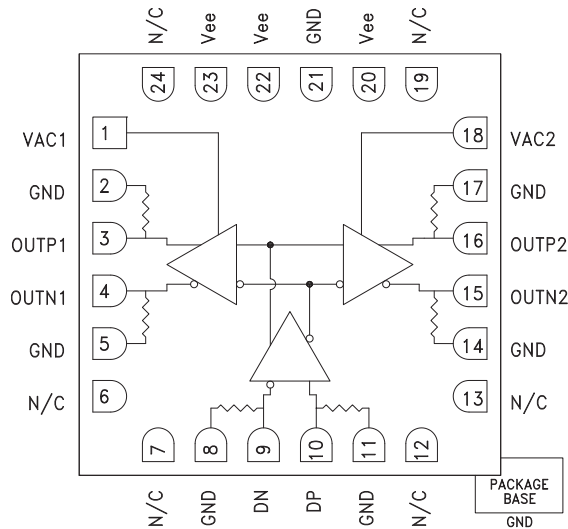 N/C Vee Vee GND Vee N/C
24 23 22 21 20 19
VAC1 1 18 VAC2
GND 2 17 GND
OUTP1 3 16 OUTP2
OUTN1 4 15 OUTN2
GND 5 14 GND
N/C 6 13 N/C
7 8 9 10 11 12
N/C GND DN DP GND N/C
PACKAGE
BASE
GND